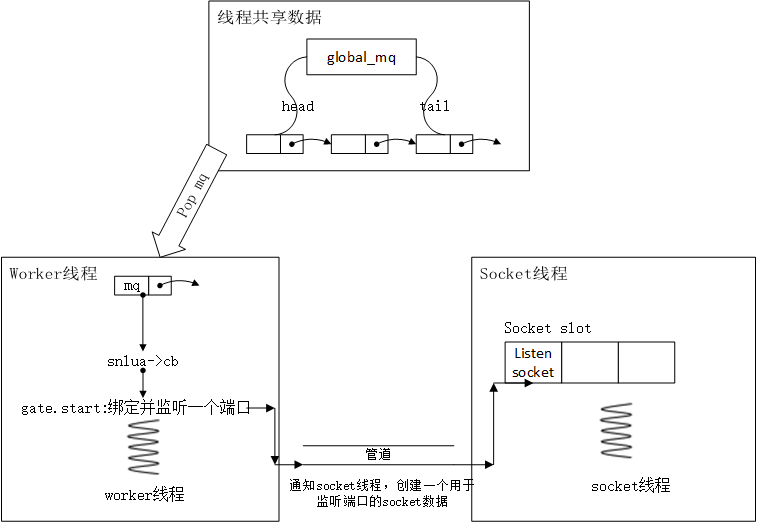 线程共享数据
global_mq
head
tail
Pop mq
Worker线程
mq
snlua->cb
gate.start:绑定并监听一个端口
worker线程
管道
通知socket线程，创建一个用于
监听端口的socket数据
Socket线程
Socket slot
Listen
socket
socket线程